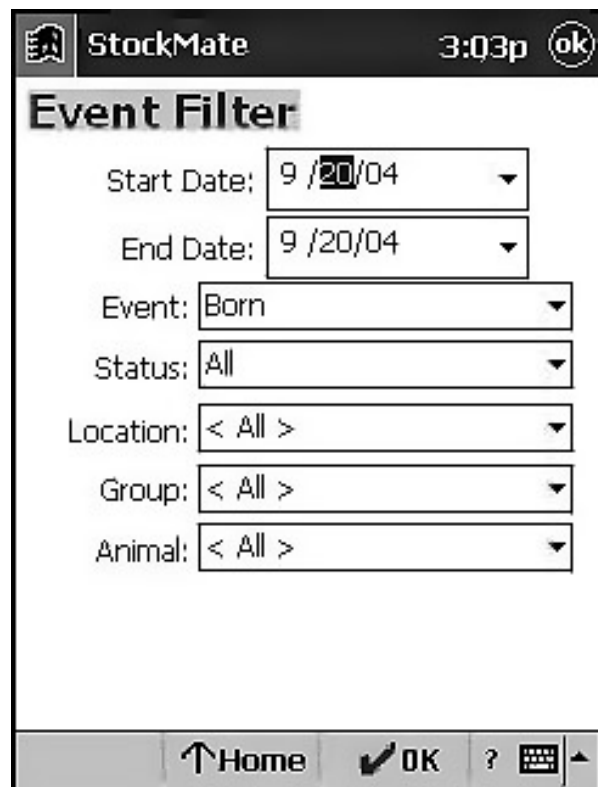 StockMate 3:03p ok
Event Filter
Start Date: 9 /20/04
End Date: 9 /20/04
Event: Born
Status: All
Location: < All >
Group: < All >
Animal: < All >
Home OK ?